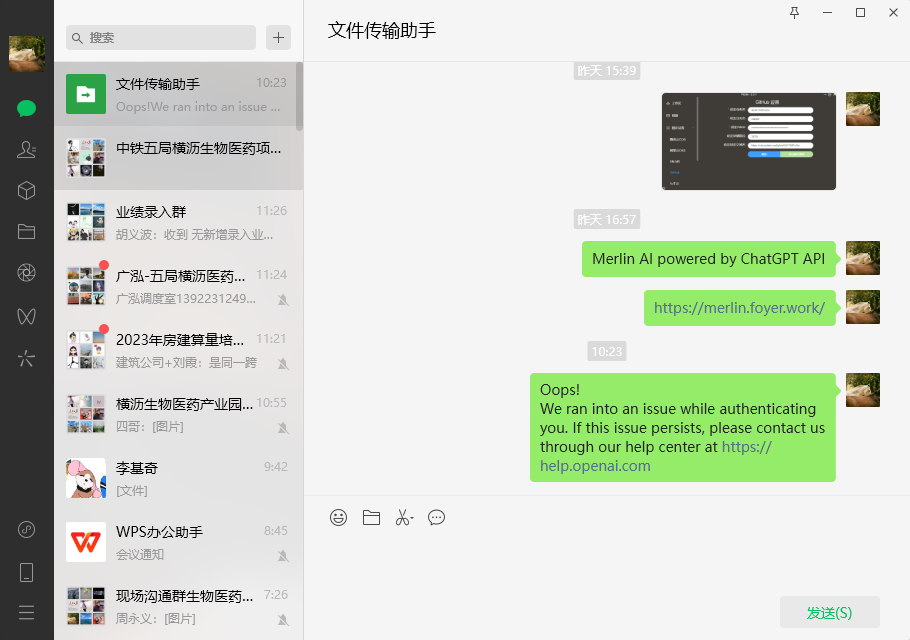 搜索
文件传输助手
10:23
Oops!We ran into an issue ...
中铁五局横沥生物医药项...
业绩录入群
11:26
胡义波：收到 无新增录入业...
广泓-五局横沥医药...
11:24
广泓调度室1392231249...
2023年房建算量培...
11:21
建筑公司+刘霞：是同一跨
横沥生物医药产业园...
10:55
四哥：[图片]
李基奇
9:42
[文件]
WPS办公助手
8:45
会议通知
现场沟通群生物医药...
7:26
周永义：[图片]
文件传输助手
昨天 15:39
昨天 16:57
Merlin AI powered by ChatGPT API
https://merlin.foyer.work/
10:23
Oops!
We ran into an issue while authenticating
you. If this issue persists, please contact us
through our help center at https://
help.openai.com
发送(S)